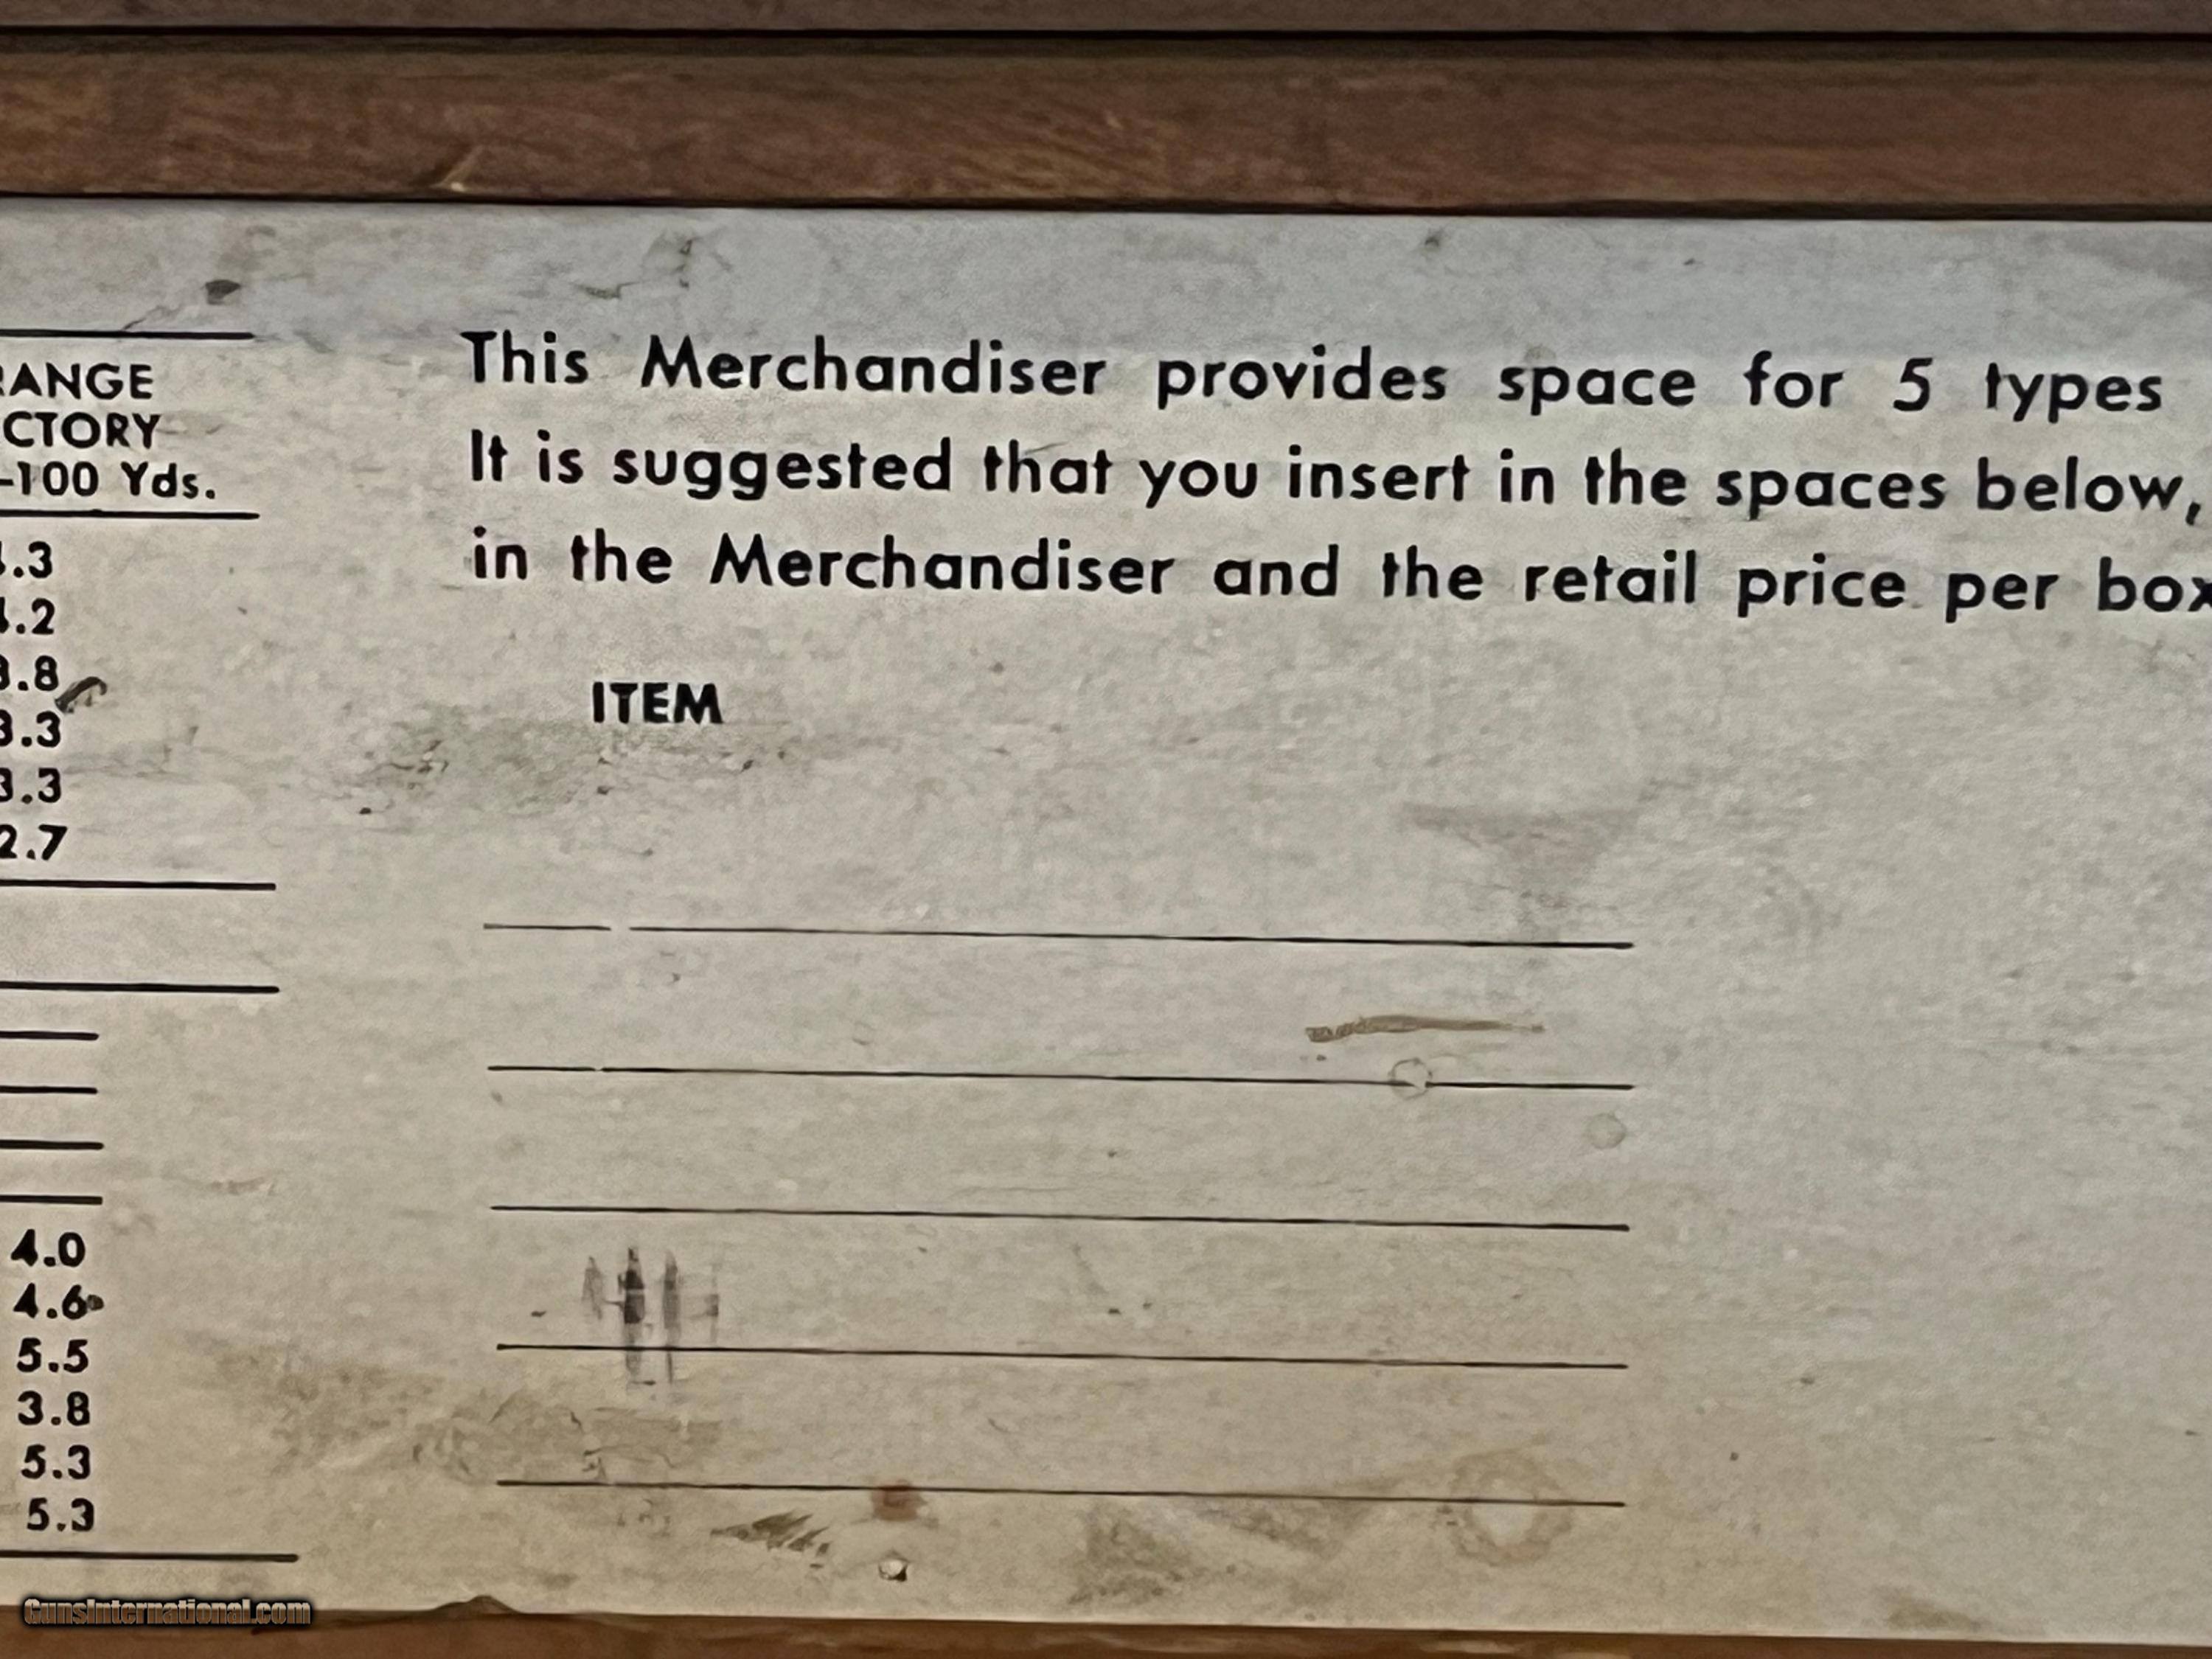 ANGE
CTORY
-100 Yds.
.3
.2
.8
3.3
3.3
2.7
4.0
4.6
5.5
3.8
5.3
5.3
This Merchandiser provides space for 5 types
It is suggested that you insert in the spaces below,
in the Merchandiser and the retail price per box
ITEM
GunsInternational.com